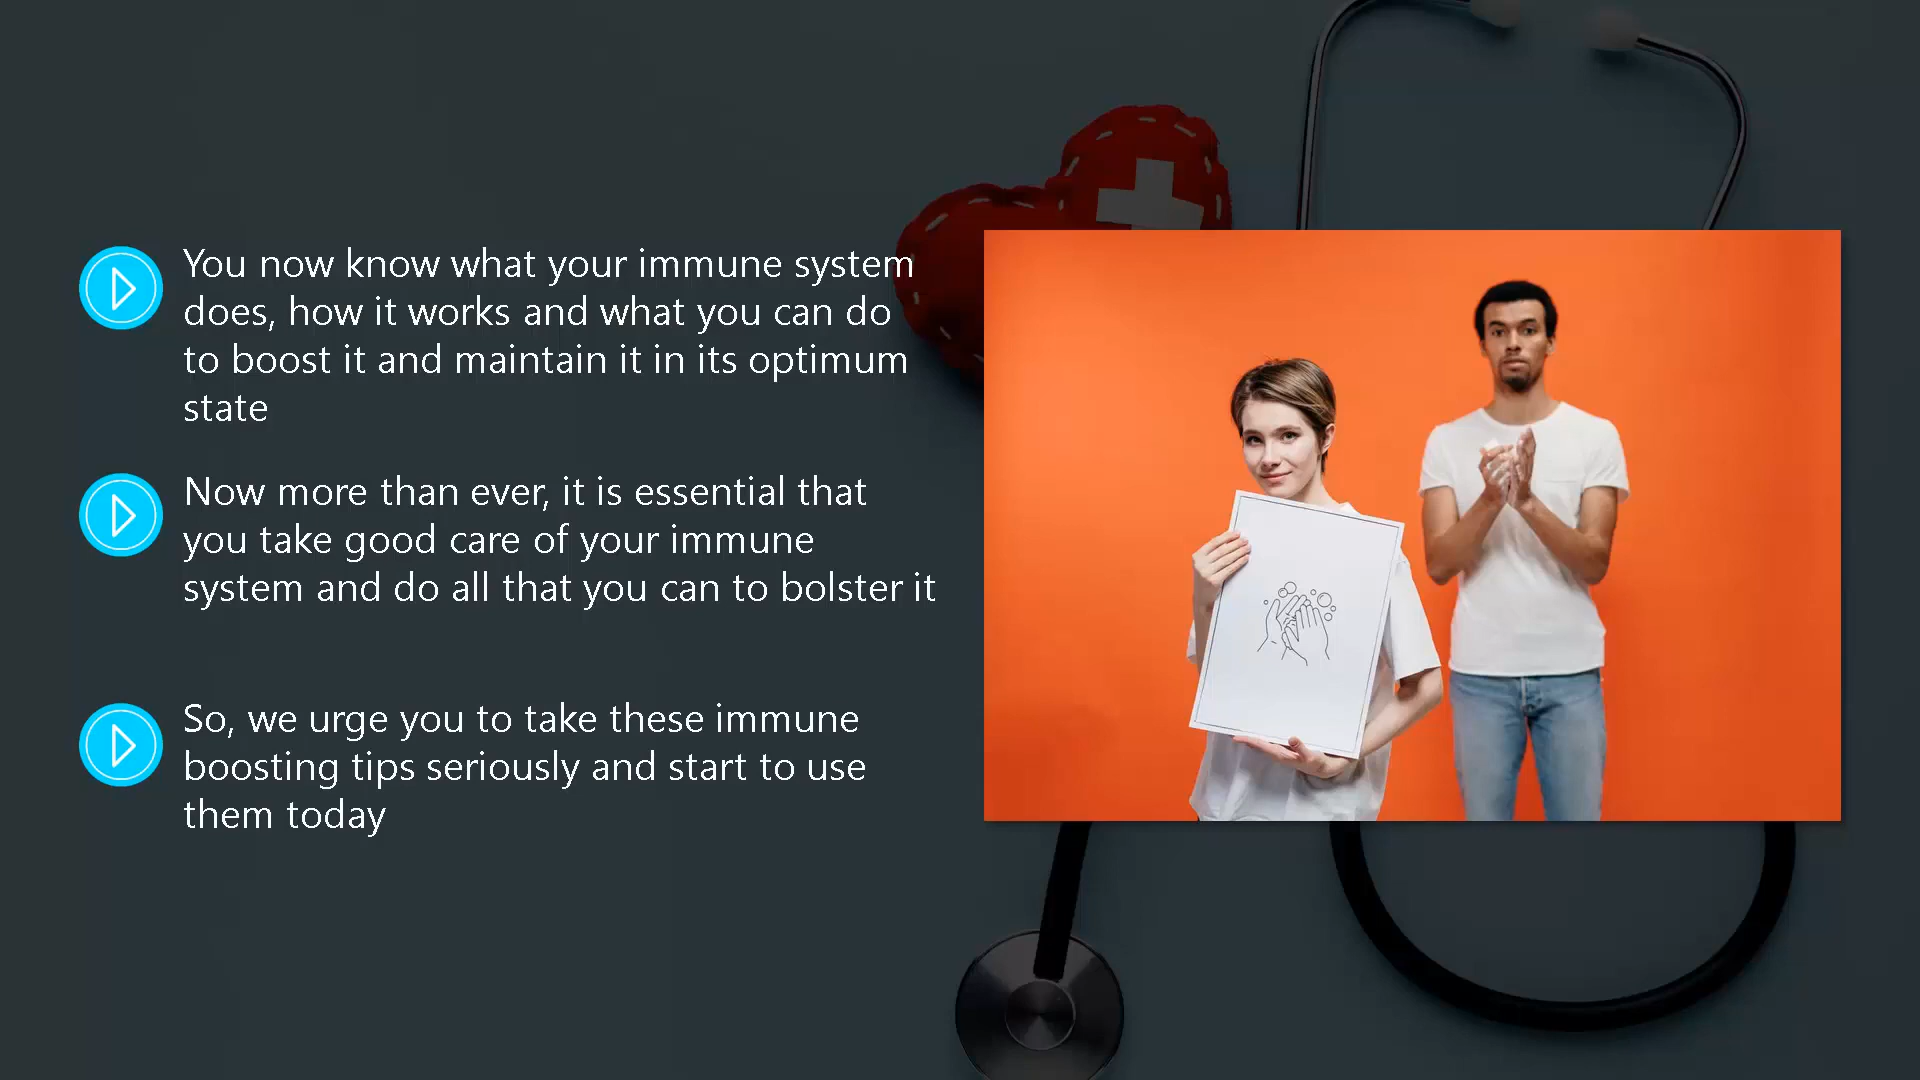 You now know what your immune system
does, how it works and what you can do
to boost it and maintain it in its optimum
state
Now more than ever, it is essential that
you take good care of your immune
system and do all that you can to bolster it
So, we urge you to take these immune
boosting tips seriously and start to use
them today